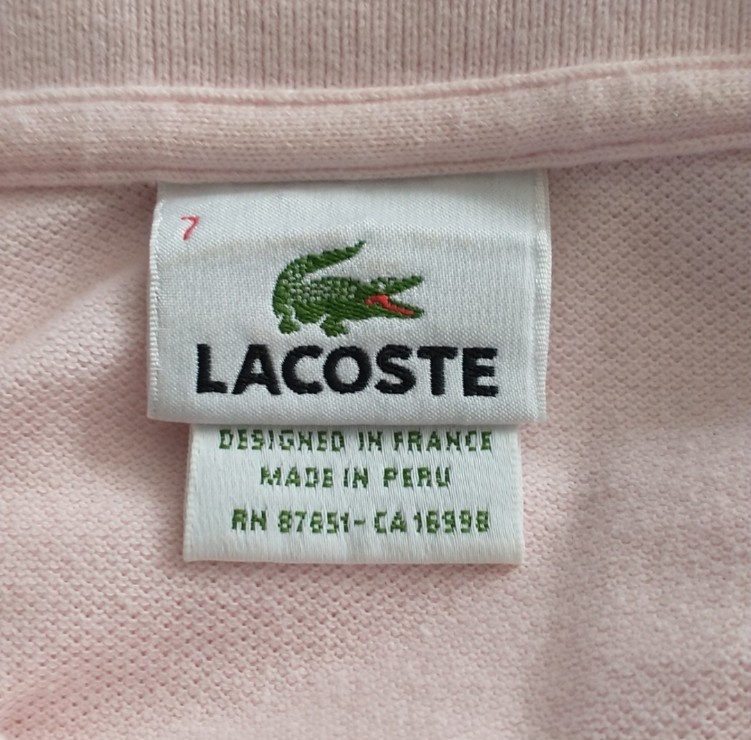 7
LACOSTE
DESIGNED IN FRANCE
MADE IN PERU
RN 87651 - CA 16998